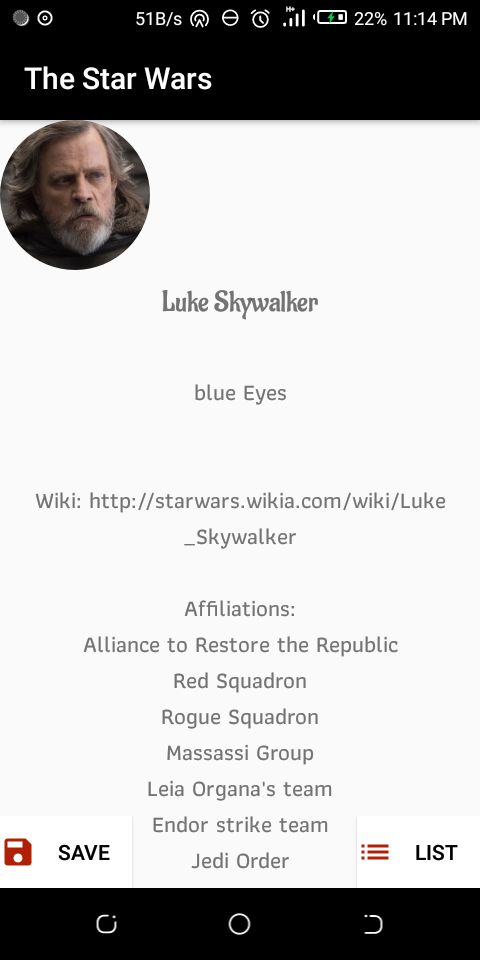 51B/s H+ 22% 11:14 PM
The Star Wars
Luke Skywalker
blue Eyes
Wiki: http://starwars.wikia.com/wiki/Luke
_Skywalker
Affiliations:
Alliance to Restore the Republic
Red Squadron
Rogue Squadron
Massassi Group
Leia Organa's team
Endor strike team
SAVE
Jedi Order
LIST